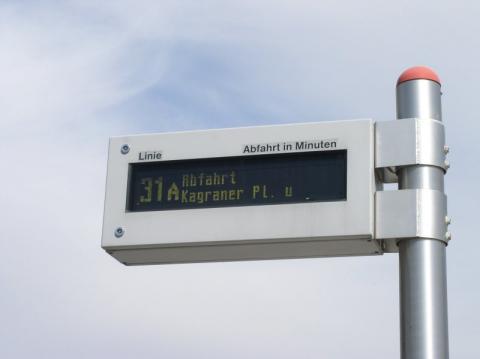 Linie Abfahrt in Minuten
31A Abfahrt
Kagraner Pl. u